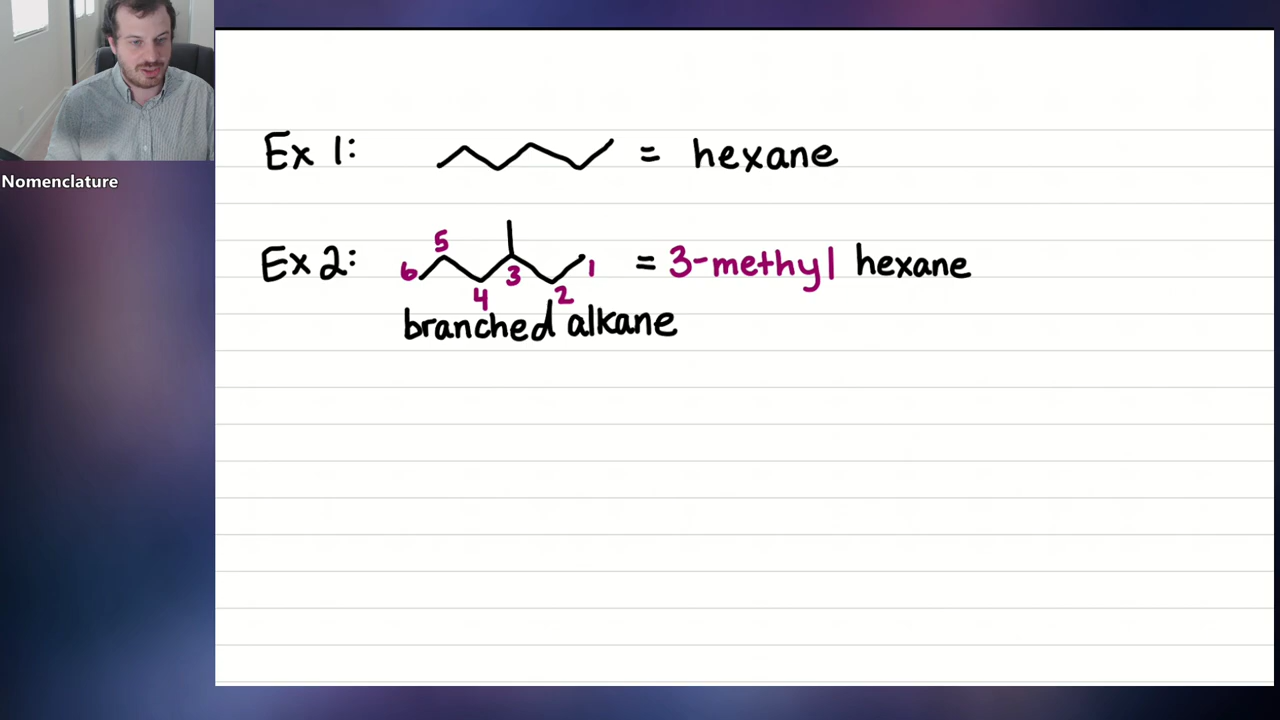 Nomenclature
Ex 1: = hexane
Ex 2: 6 5 4 3 2 1 = 3-methyl hexane
branched alkane